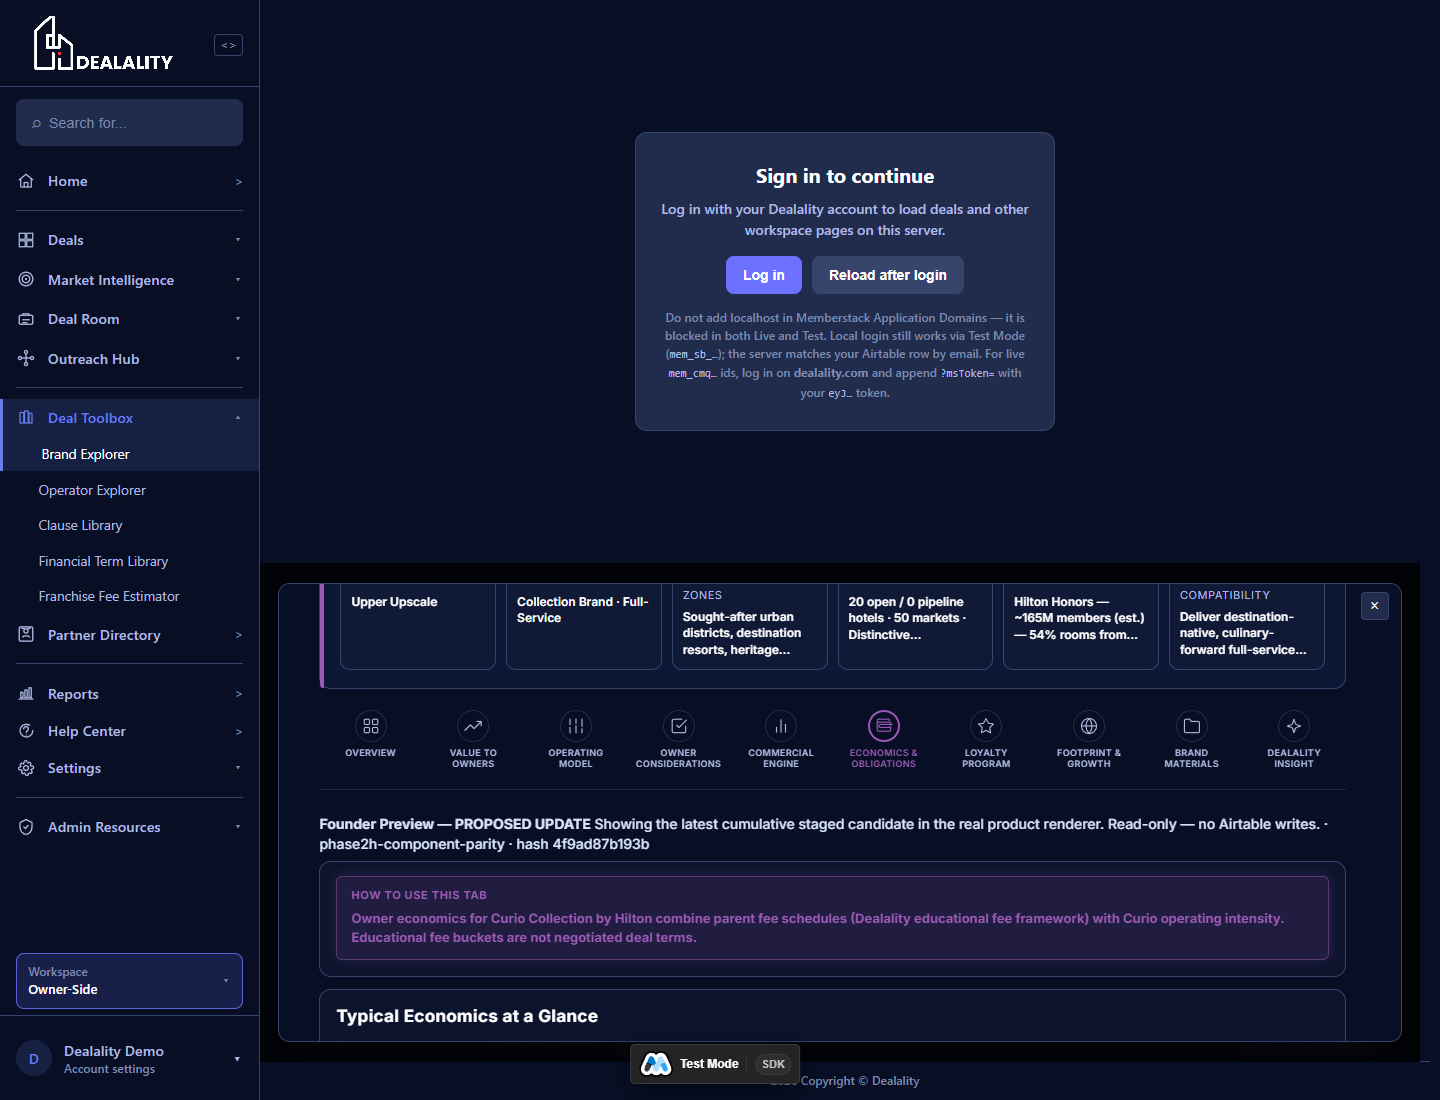 DEALALITY
<>
Search for...
Home
Deals
Market Intelligence
Deal Room
Outreach Hub
Deal Toolbox
Brand Explorer
Operator Explorer
Clause Library
Financial Term Library
Franchise Fee Estimator
Partner Directory
Reports
Help Center
Settings
Admin Resources
Workspace
Owner-Side
D
Dealality Demo
Account settings
Sign in to continue
Log in with your Dealality account to load deals and other
workspace pages on this server.
Log in
Reload after login
Do not add localhost in Memberstack Application Domains — it is
blocked in both Live and Test. Local login still works via Test Mode
(mem_sb_…); the server matches your Airtable row by email. For live
mem_cmq… ids, log in on dealality.com and append ?msToken= with
your eyJ… token.
Upper Upscale
Collection Brand · Full-
Service
ZONES
Sought-after urban
districts, destination
resorts, heritage...
20 open / 0 pipeline
hotels · 50 markets ·
Distinctive...
Hilton Honors —
~165M members (est.)
— 54% rooms from...
COMPATIBILITY
Deliver destination-
native, culinary-
forward full-service...
×
OVERVIEW
VALUE TO
OWNERS
OPERATING
MODEL
OWNER
CONSIDERATIONS
COMMERCIAL
ENGINE
ECONOMICS &
OBLIGATIONS
LOYALTY
PROGRAM
FOOTPRINT &
GROWTH
BRAND
MATERIALS
DEALALITY
INSIGHT
Founder Preview — PROPOSED UPDATE Showing the latest cumulative staged candidate in the real product renderer. Read-only — no Airtable writes. ·
phase2h-component-parity · hash 4f9ad87b193b
HOW TO USE THIS TAB
Owner economics for Curio Collection by Hilton combine parent fee schedules (Dealality educational fee framework) with Curio operating intensity.
Educational fee buckets are not negotiated deal terms.
Typical Economics at a Glance
Test Mode
SDK
Copyright © Dealality